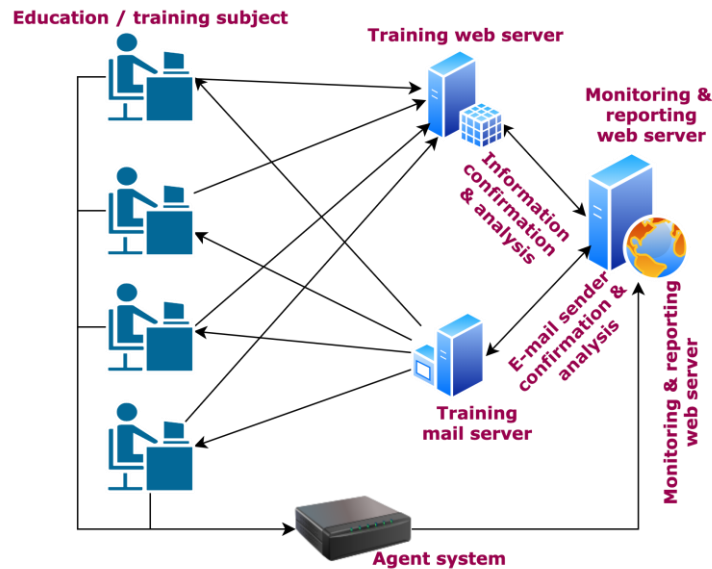 Education / training subject
Training web server
Monitoring &
reporting
web server
Information
confirmation
& analysis
E-mail sender
confirmation &
analysis
Monitoring & reporting
web server
Training
mail server
Agent system